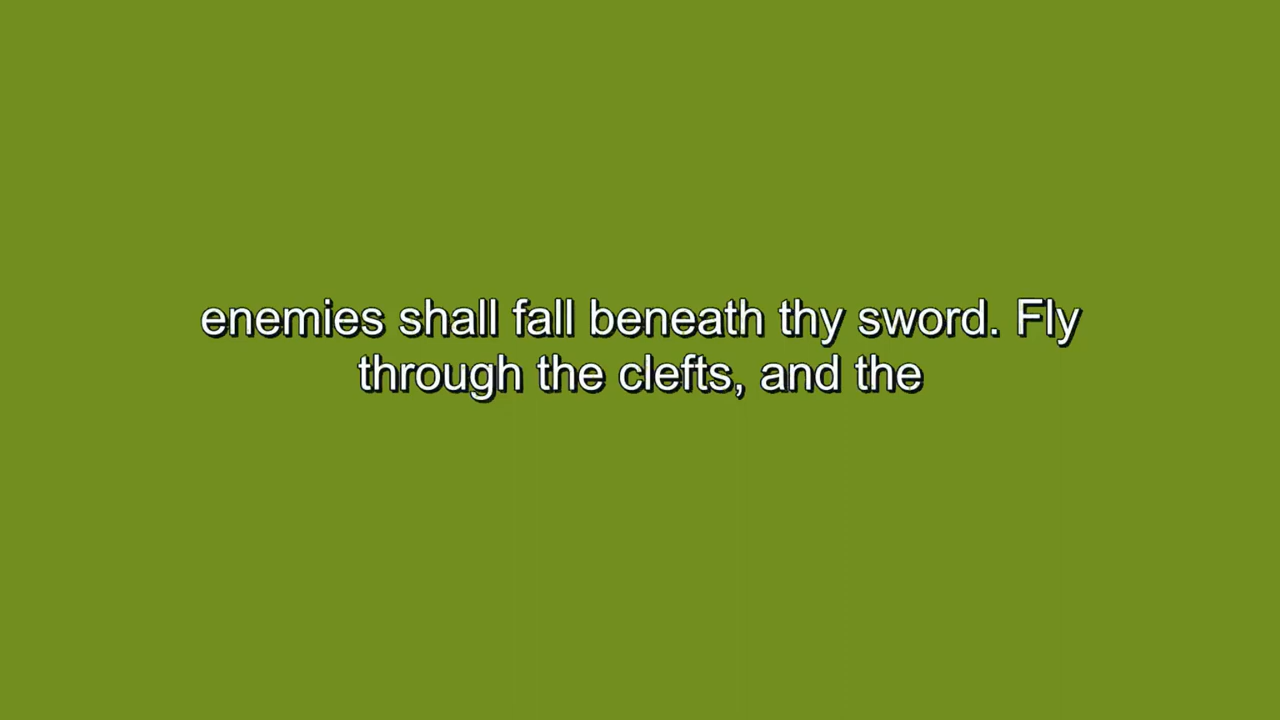 enemies shall fall beneath thy sword. Fly
through the clefts, and the